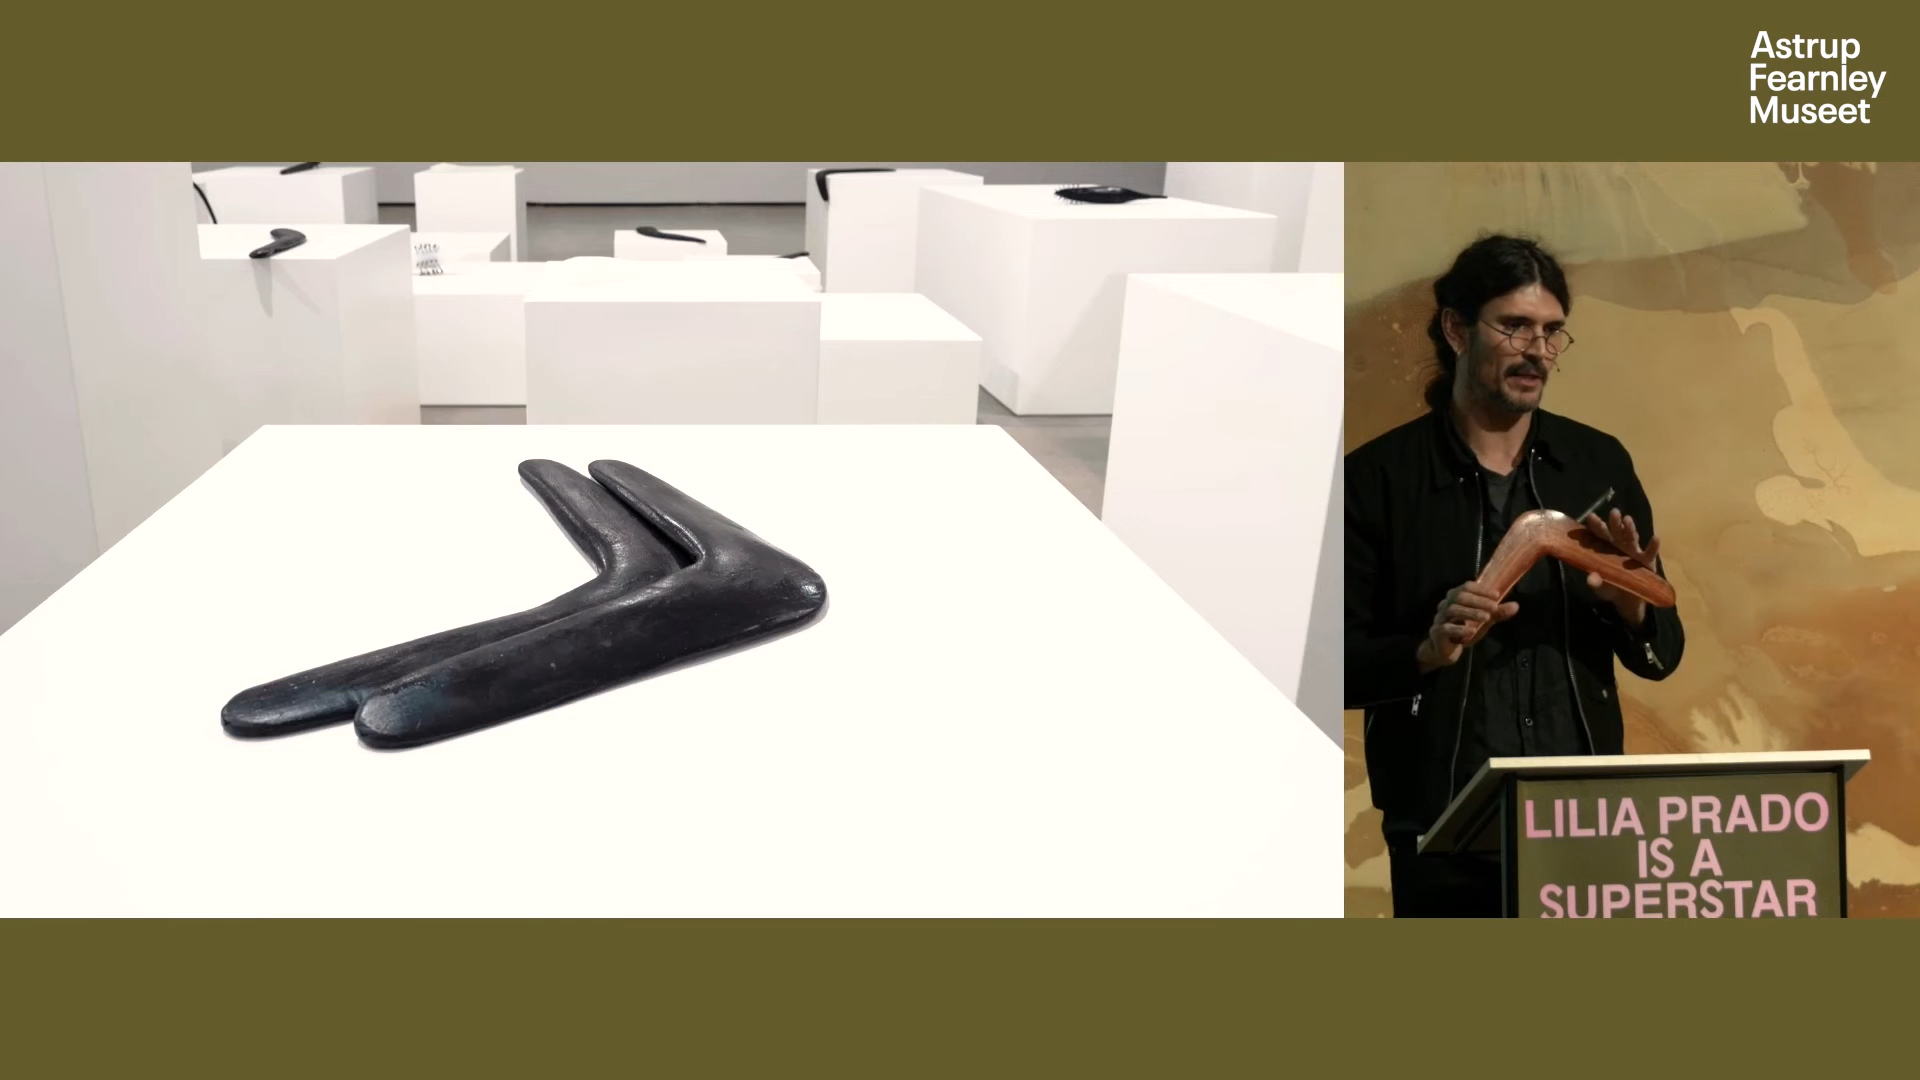 Astrup
Fearnley
Museet
LILIA PRADO
IS A
SUPERSTAR